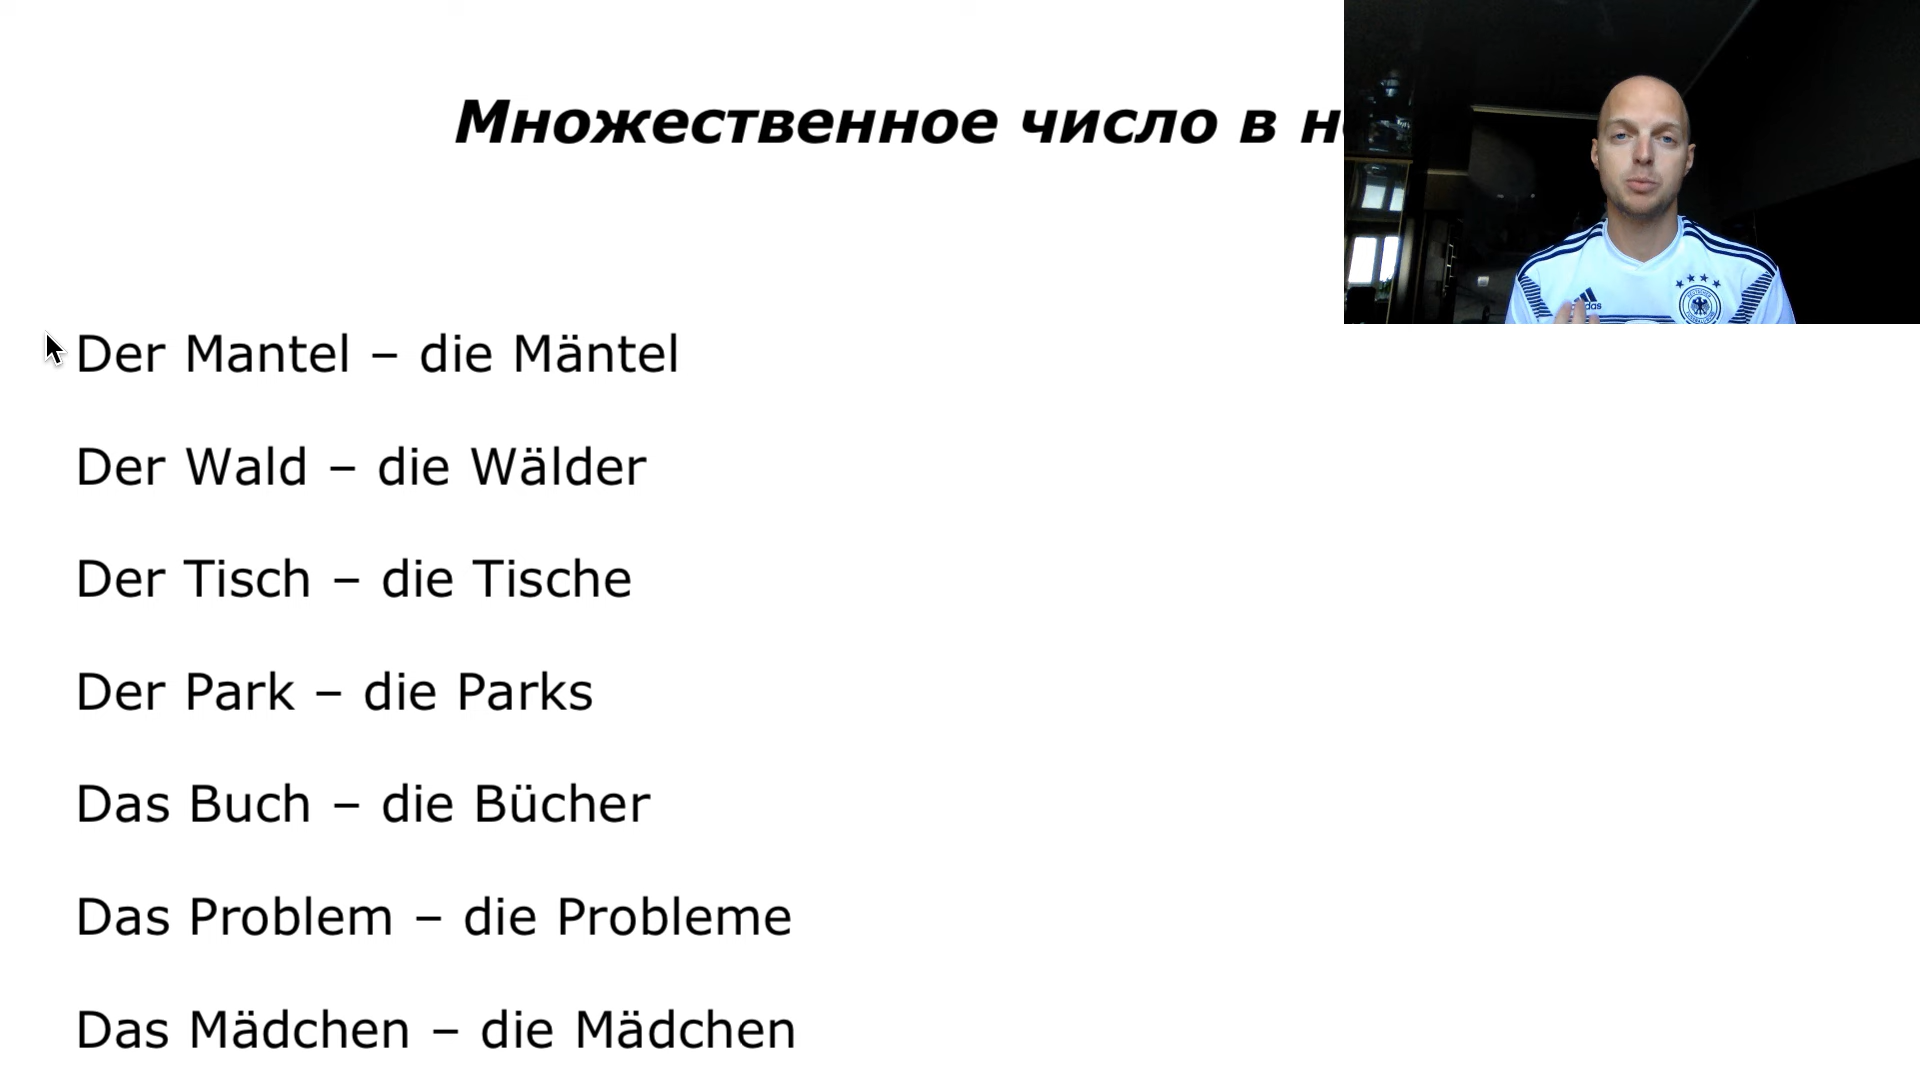 Множественное число в н
Der Mantel – die Mäntel
Der Wald – die Wälder
Der Tisch – die Tische
Der Park – die Parks
Das Buch – die Bücher
Das Problem – die Probleme
Das Mädchen – die Mädchen